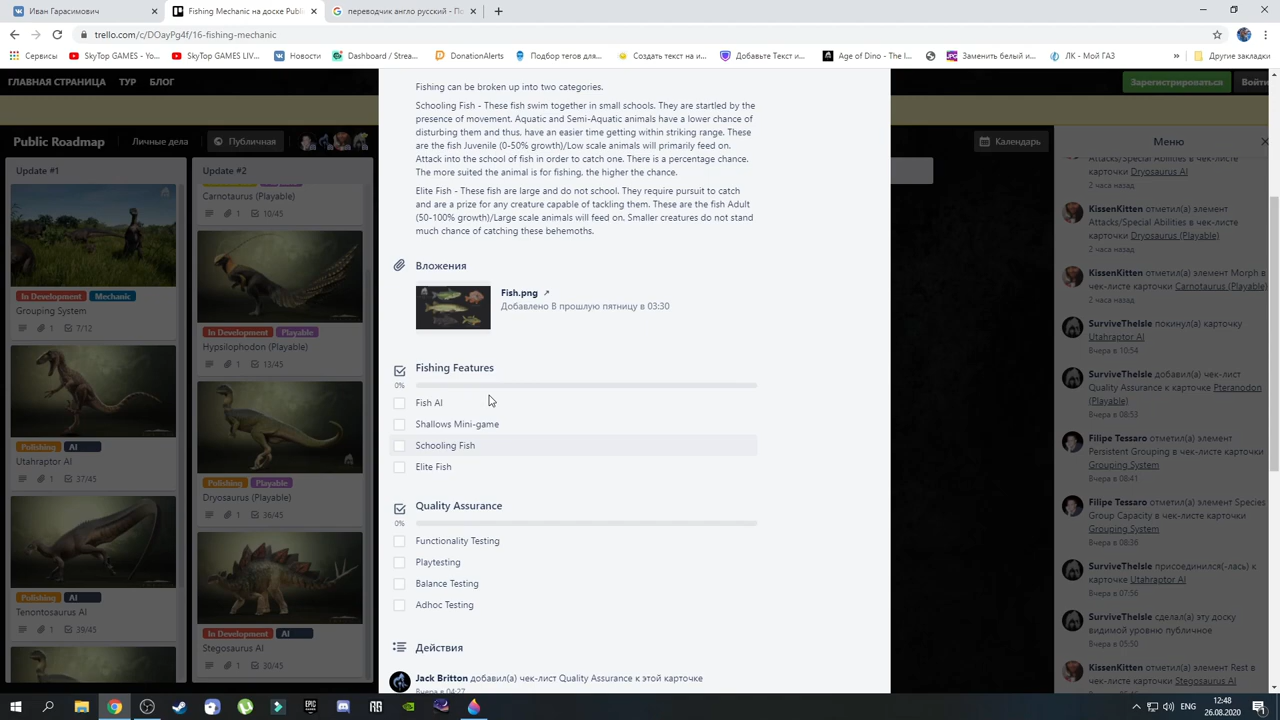 Иван Гарасимович
Fishing Mechanic на доске Public
переводчик англо русский - По
trello.com/c/DOayPg4f/16-fishing-mechanic
Сервисы
SkyTop GAMES - Yo...
SkyTop GAMES LIVE...
Новости
Dashboard / Strea...
DonationAlerts
Подбор тегов для...
Создать текст на и...
Добавьте Текст и...
Age of Dino - The I...
Заменить белый и...
ЛК - Мой ГАЗ
»
Другие закладки
ГЛАВНАЯ СТРАНИЦА
ТУР
БЛОГ
Зарегистрироваться
Войти
Public Roadmap
Личные дела
Публичная
Календарь
Update #1
In Development
Mechanic
Grouping System
1
7/12
Polishing
AI
Utahraptor AI
1
37/45
Polishing
AI
Tenontosaurus AI
1
39/45
Update #2
Carnotaurus (Playable)
1
10/45
In Development
Playable
Hypsilophodon (Playable)
1
13/45
Polishing
Playable
Dryosaurus (Playable)
1
36/45
In Development
AI
Stegosaurus AI
1
30/45
Fishing can be broken up into two categories.
Schooling Fish - These fish swim together in small schools. They are startled by the
presence of movement. Aquatic and Semi-Aquatic animals have a lower chance of
disturbing them and thus, have an easier time getting within striking range. These
are the fish Juvenile (0-50% growth)/Low scale animals will primarily feed on.
Attack into the school of fish in order to catch one. There is a percentage chance.
The more suited the animal is for fishing, the higher the chance.
Elite Fish - These fish are large and do not school. They require pursuit to catch
and are a prize for any creature capable of tackling them. These are the fish Adult
(50-100% growth)/Large scale animals will feed on. Smaller creatures do not stand
much chance of catching these behemoths.
Вложения
Fish.png ↗
Добавлено В прошлую пятницу в 03:30
Fishing Features
0%
Fish AI
Shallows Mini-game
Schooling Fish
Elite Fish
Quality Assurance
0%
Functionality Testing
Playtesting
Balance Testing
Adhoc Testing
Действия
Jack Britton добавил(а) чек-лист Quality Assurance к этой карточке
Вчера в 04:27
Меню
Attacks/Special Abilities в чек-листе
карточки Dryosaurus AI
2 часа назад
KissenKitten отметил(а) элемент
Attacks/Special Abilities в чек-листе
карточки Dryosaurus (Playable)
2 часа назад
KissenKitten отметил(а) элемент Morph в
чек-листе карточки Carnotaurus (Playable)
2 часа назад
SurviveTheIsle покинул(а) карточку
Utahraptor AI
Вчера в 10:54
SurviveTheIsle добавил(а) чек-лист
Quality Assurance к карточке Pteranodon
(Playable)
Вчера в 08:53
Filipe Tessaro отметил(а) элемент
Persistent Grouping в чек-листе карточки
Grouping System
Вчера в 08:41
Filipe Tessaro отметил(а) элемент Species
Group Capacity в чек-листе карточки
Grouping System
Вчера в 08:36
SurviveTheIsle присоединился(-лась) к
карточке Utahraptor AI
Вчера в 07:56
SurviveTheIsle сделал(а) эту доску
видимой уровню публичное
Вчера в 05:50
KissenKitten отметил(а) элемент Rest в
чек-листе карточки Stegosaurus AI
12:48
26.08.2020